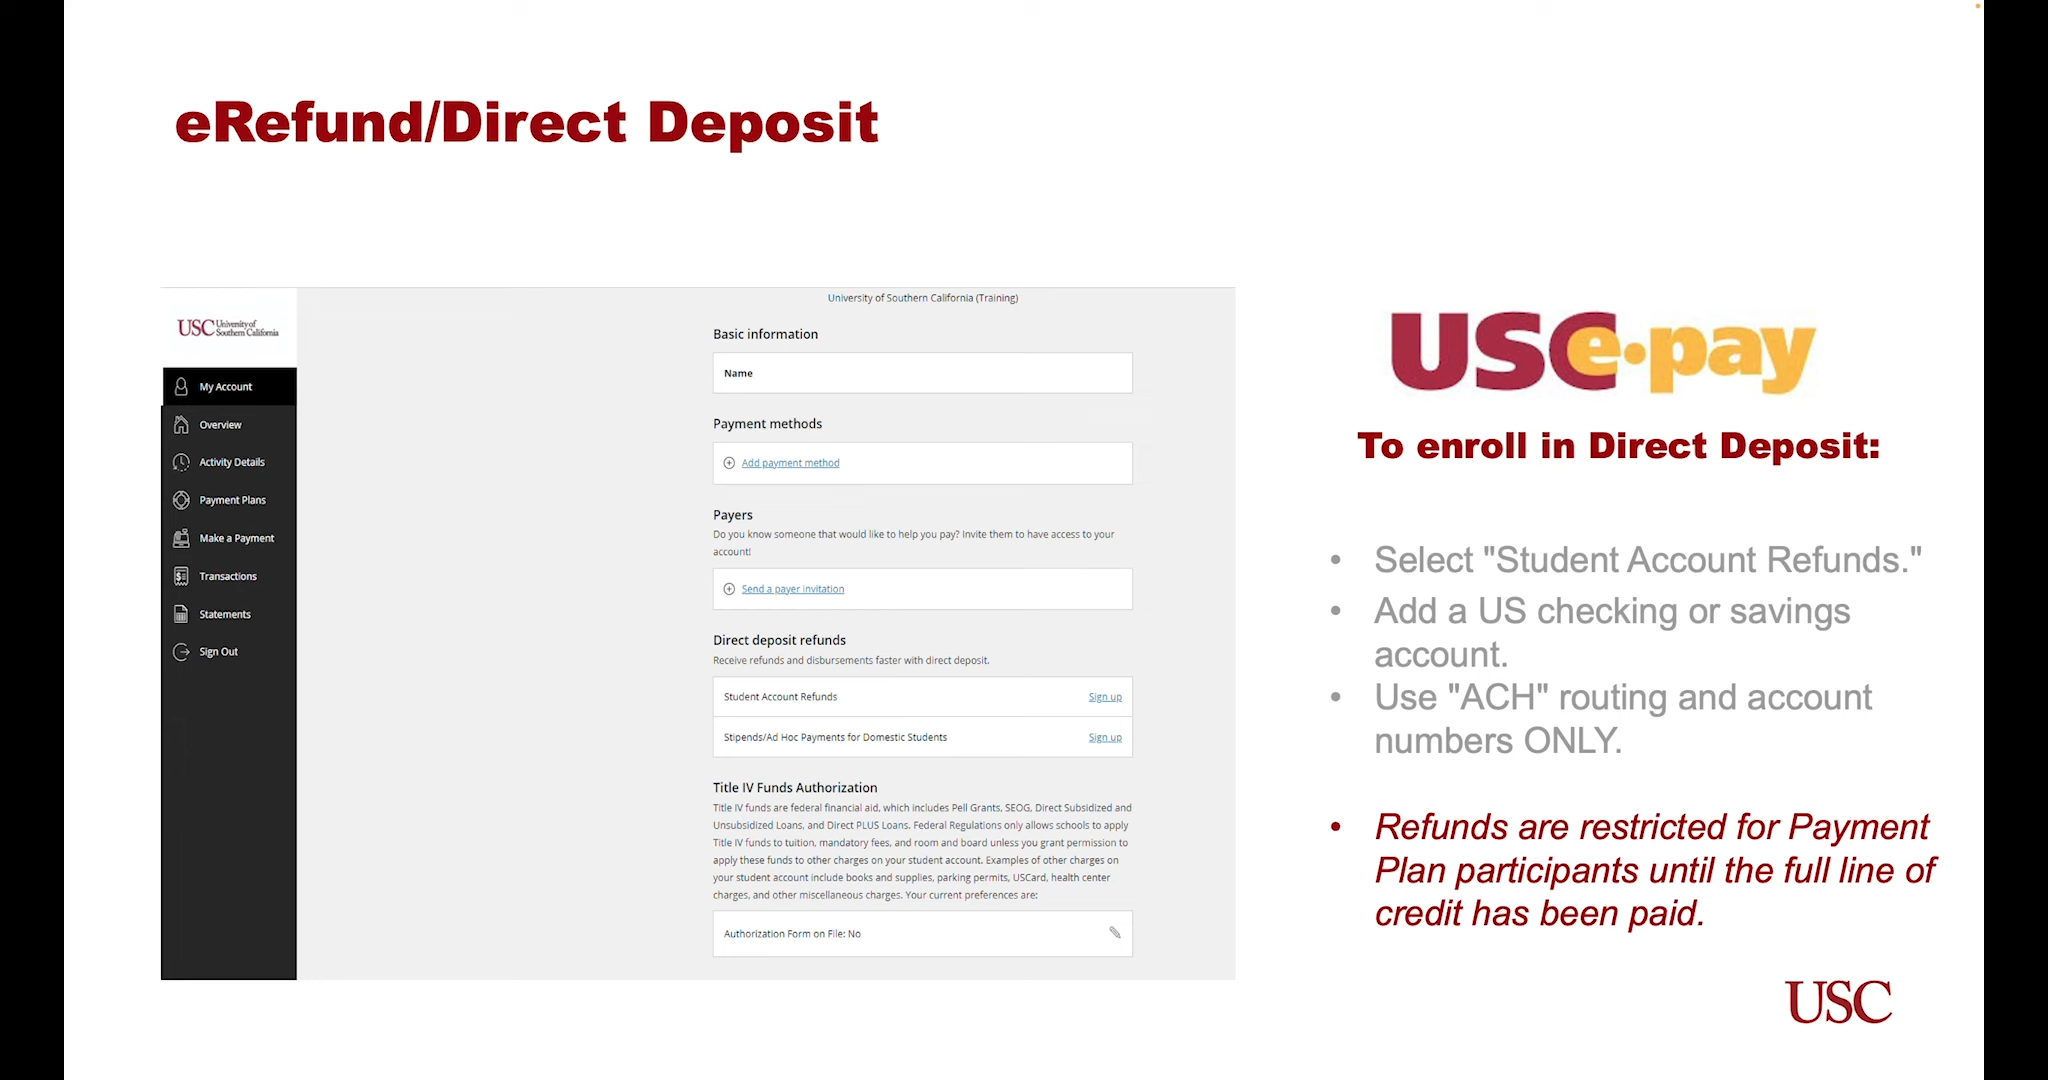 eRefund/Direct Deposit
USC University of
Southern California
My Account
Overview
Activity Details
Payment Plans
Make a Payment
Transactions
Statements
Sign Out
University of Southern California (Training)
Basic information
Name
Payment methods
Add payment method
Payers
Do you know someone that would like to help you pay? Invite them to have access to your
account!
Send a payer invitation
Direct deposit refunds
Receive refunds and disbursements faster with direct deposit.
Student Account Refunds Sign up
Stipends/Ad Hoc Payments for Domestic Students Sign up
Title IV Funds Authorization
Title IV funds are federal financial aid, which includes Pell Grants, SEOG, Direct Subsidized and
Unsubsidized Loans, and Direct PLUS Loans. Federal Regulations only allows schools to apply
Title IV funds to tuition, mandatory fees, and room and board unless you grant permission to
apply these funds to other charges on your student account. Examples of other charges on
your student account include books and supplies, parking permits, USCard, health center
charges, and other miscellaneous charges. Your current preferences are:
Authorization Form on File: No
USCe•pay
To enroll in Direct Deposit:
• Select "Student Account Refunds."
• Add a US checking or savings
account.
• Use "ACH" routing and account
numbers ONLY.
• Refunds are restricted for Payment
Plan participants until the full line of
credit has been paid.
USC